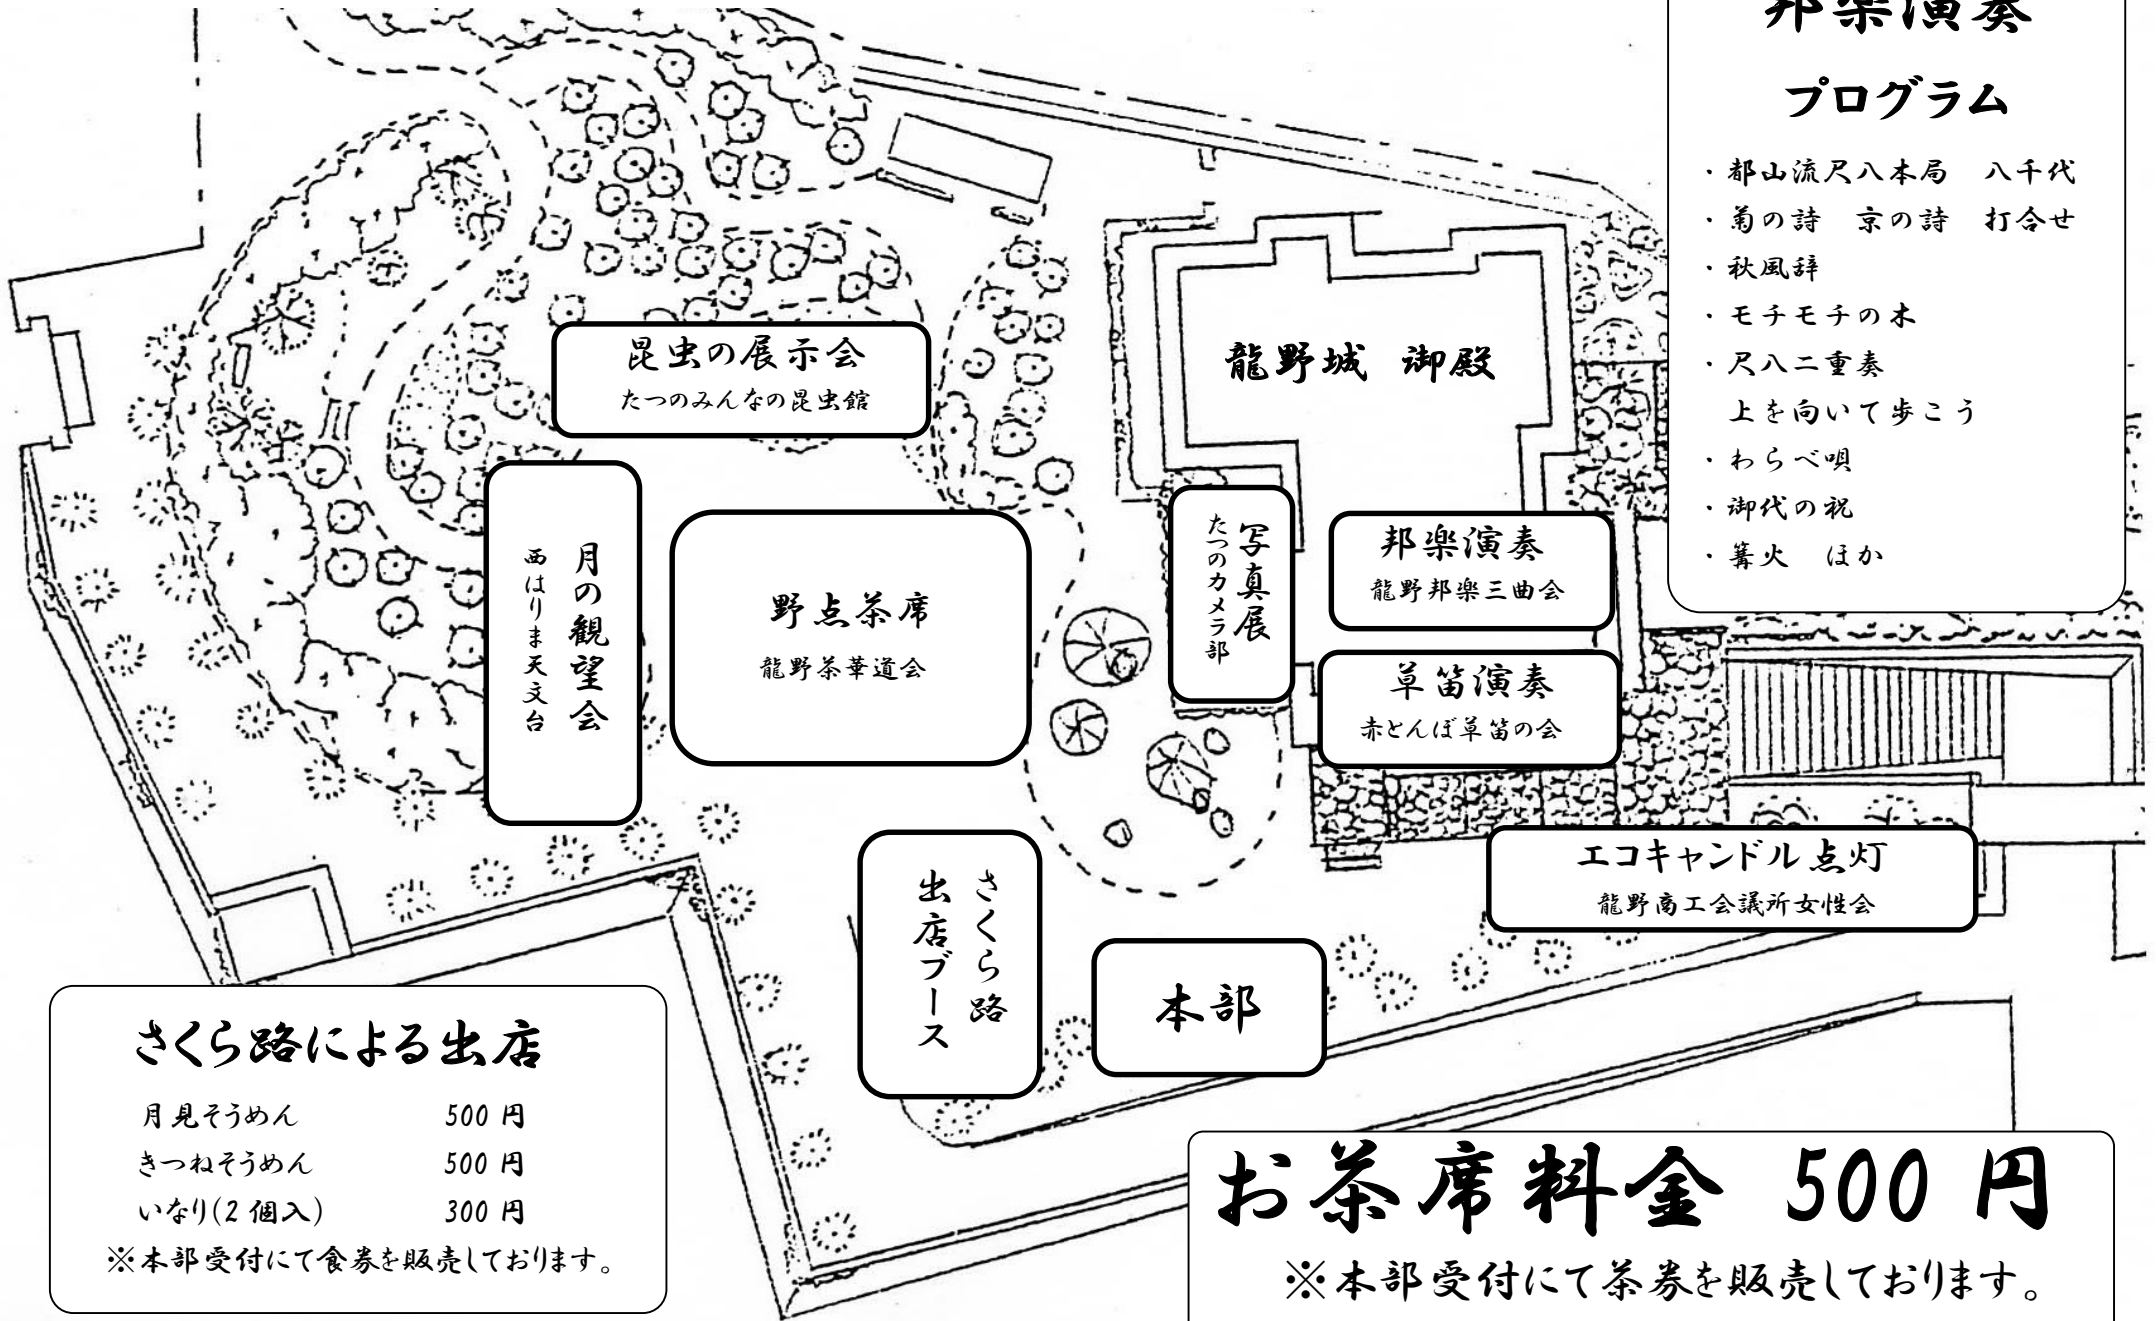 邦楽演奏
プログラム
・都山流尺八本局　八千代
・菊の詩　京の詩　打合せ
・秋風辞
・モチモチの木
・尺八二重奏
上を向いて歩こう
・わらべ唄
・御代の祝
・篝火　ほか
昆虫の展示会
たつのみんなの昆虫館
龍野城　御殿
月の観望会
西はりま天文台
野点茶席
龍野茶華道会
写真展
たつのカメラ部
邦楽演奏
龍野邦楽三曲会
草笛演奏
赤とんぼ草笛の会
エコキャンドル点灯
龍野商工会議所女性会
さくら路
出店ブース
本部
さくら路による出店
月見そうめん　500 円
きつねそうめん　500 円
いなり(2 個入)　300 円
※本部受付にて食券を販売しております。
お茶席料金　500 円
※本部受付にて茶券を販売しております。